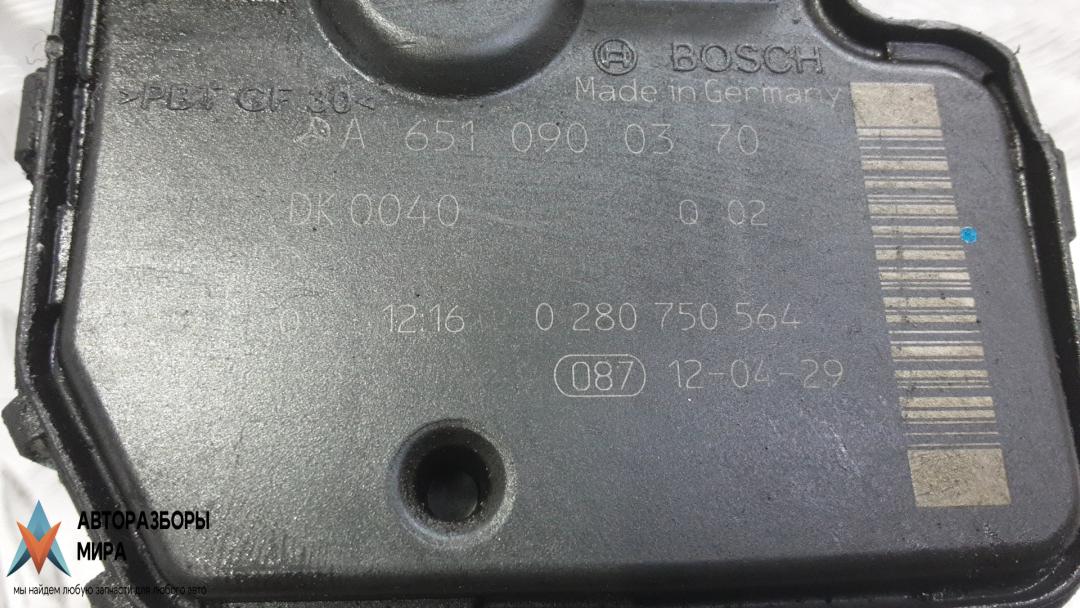 BOSCH
Made in Germany
>PBT GF 30<
A 651 090 03 70
DK 0040 Q 02
12:16 0 280 750 564
087 12-04-29
АВТОРАЗБОРЫ
МИРА
мы найдем любую запчасти для любого авто